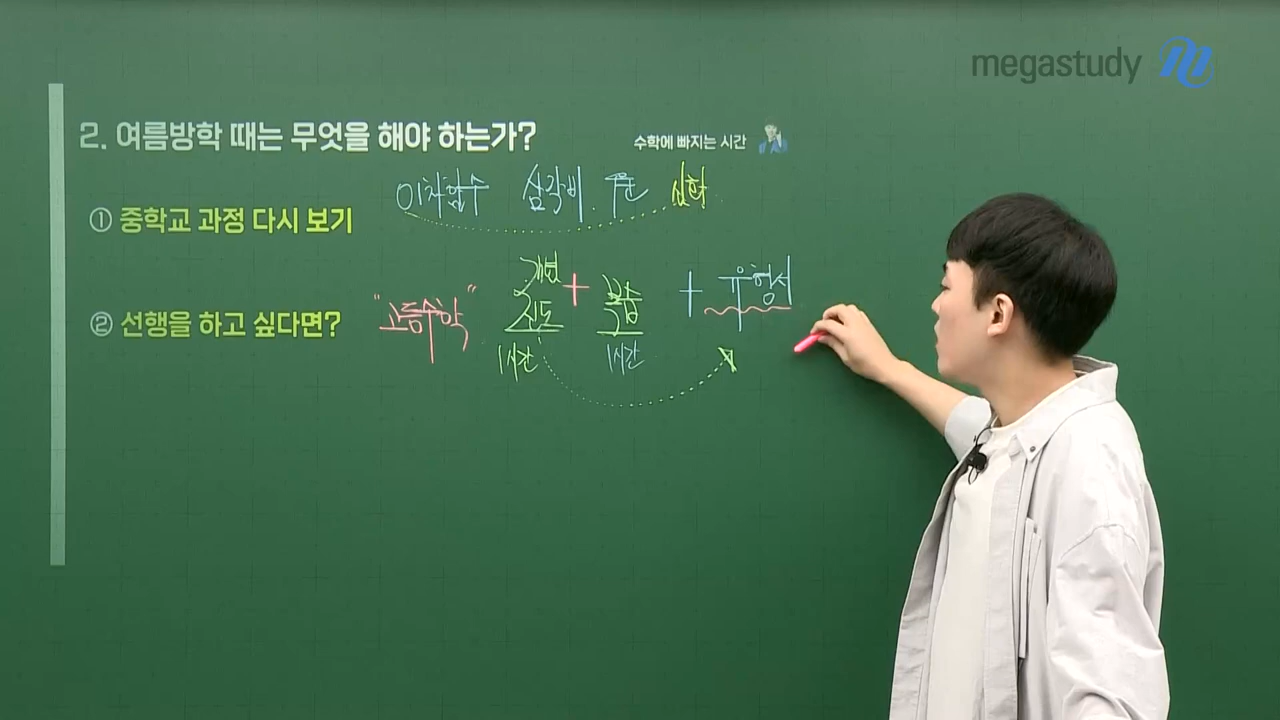 megastudy
2. 여름방학 때는 무엇을 해야 하는가?
수학에 빠지는 시간
① 중학교 과정 다시 보기
이차함수 삼각비 심화
② 선행을 하고 싶다면?
"고등수학" 개념 진도 + 복습 + 유형서
1시간 1시간